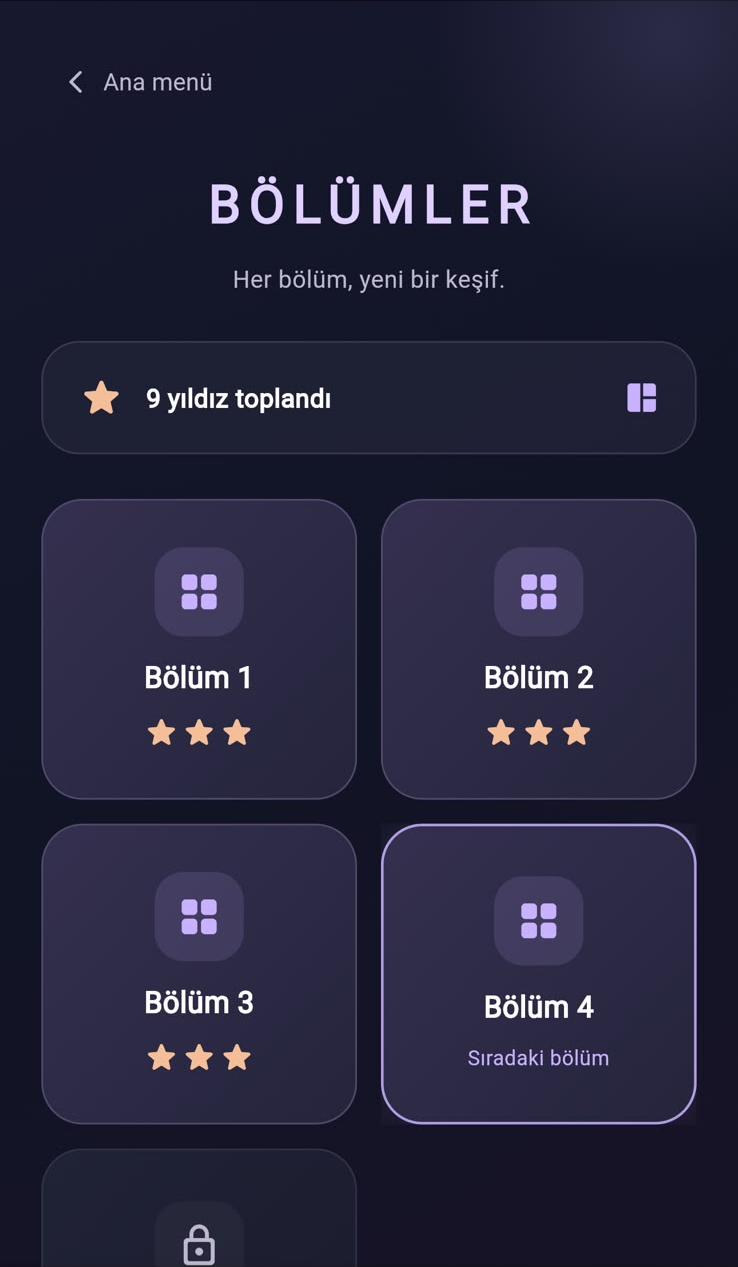 Ana menü
BÖLÜMLER
Her bölüm, yeni bir keşif.
9 yıldız toplandı
Bölüm 1
Bölüm 2
Bölüm 3
Bölüm 4
Sıradaki bölüm